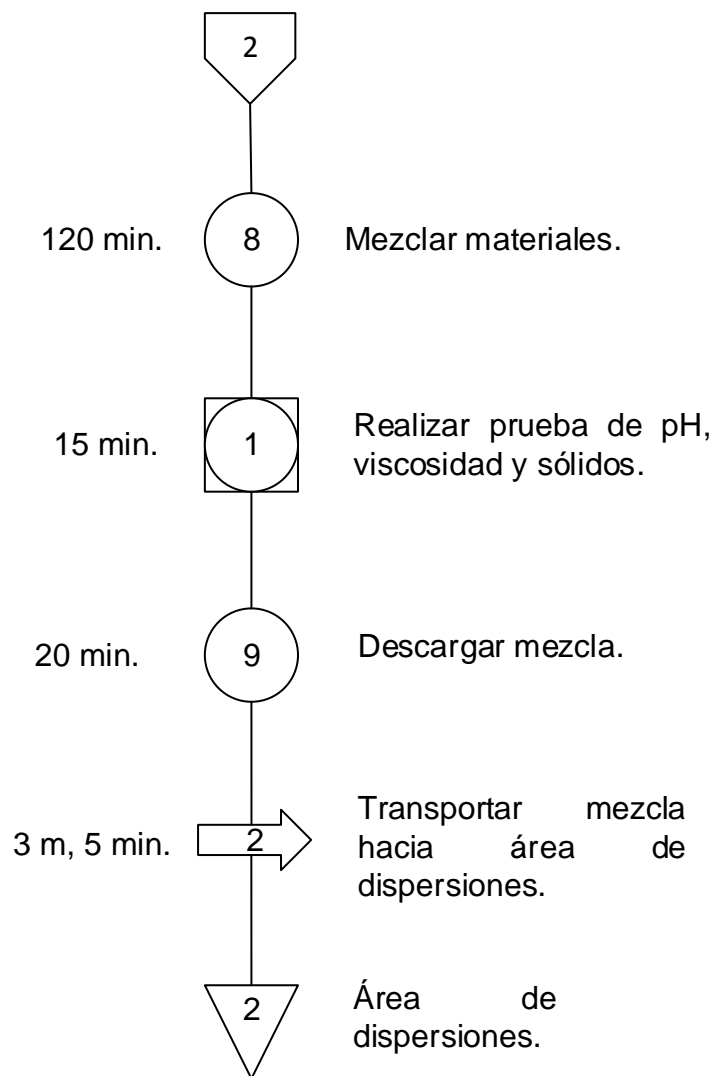 2
120 min.
8
Mezclar materiales.
15 min.
1
Realizar prueba de pH,
viscosidad y sólidos.
20 min.
9
Descargar mezcla.
3 m, 5 min.
2
Transportar mezcla
hacia área de
dispersiones.
2
Área de
dispersiones.